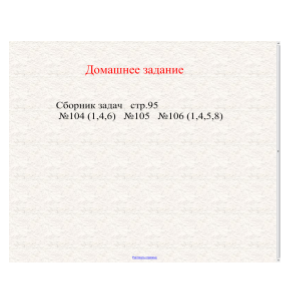 Домашнее задание
Сборник задач стр.95
№104 (1,4,6) №105 №106 (1,4,5,8)